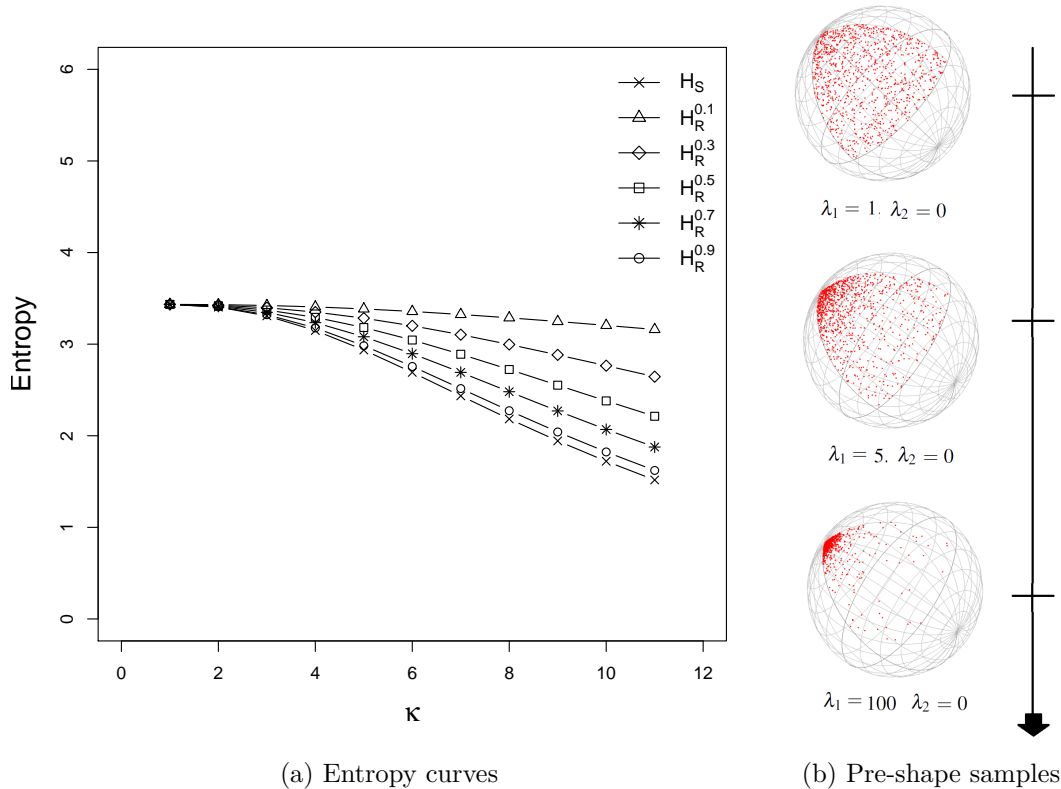 Entropy
6
5
4
3
2
1
0
0 2 4 6 8 10 12
κ
H_S
H_R^0.1
H_R^0.3
H_R^0.5
H_R^0.7
H_R^0.9
(a) Entropy curves
λ₁ = 1. λ₂ = 0
λ₁ = 5. λ₂ = 0
λ₁ = 100 λ₂ = 0
(b) Pre-shape samples